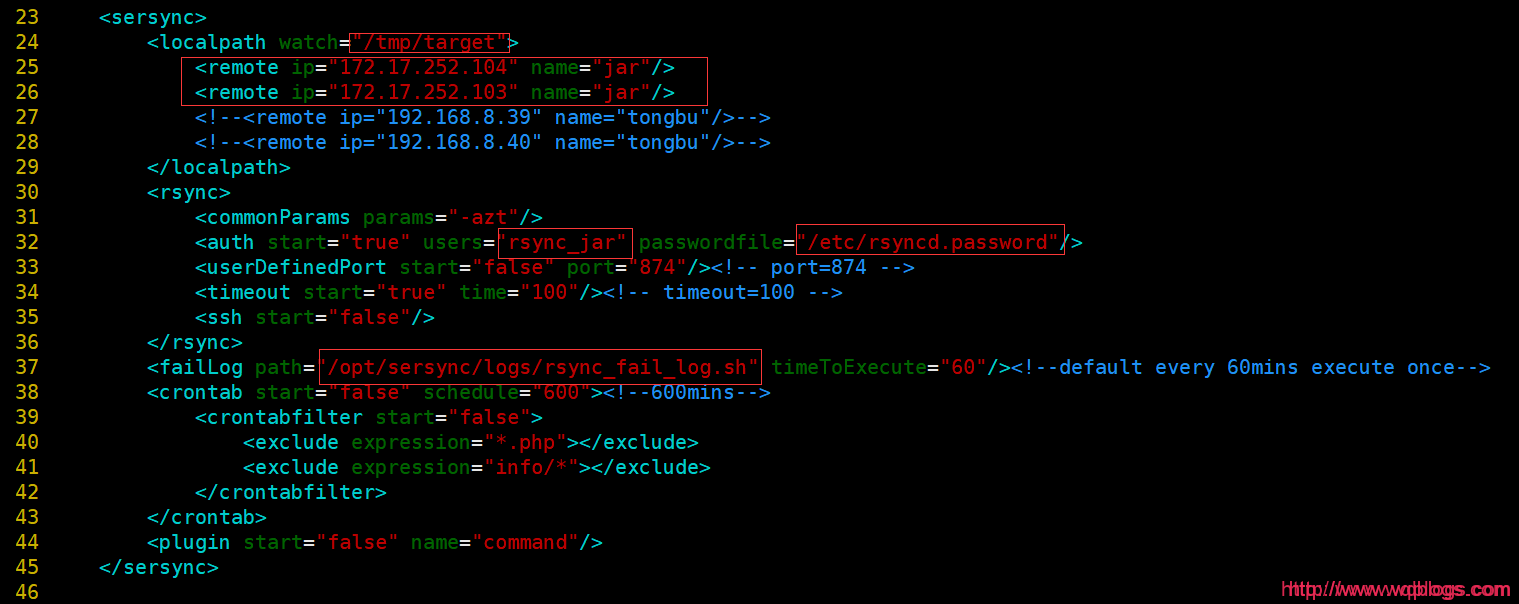 23 <sersync>
24 <localpath watch="/tmp/target">
25 <remote ip="172.17.252.104" name="jar"/>
26 <remote ip="172.17.252.103" name="jar"/>
27 <!--<remote ip="192.168.8.39" name="tongbu"/>-->
28 <!--<remote ip="192.168.8.40" name="tongbu"/>-->
29 </localpath>
30 <rsync>
31 <commonParams params="-azt"/>
32 <auth start="true" users="rsync_jar" passwordfile="/etc/rsyncd.password"/>
33 <userDefinedPort start="false" port="874"/><!-- port=874 -->
34 <timeout start="true" time="100"/><!-- timeout=100 -->
35 <ssh start="false"/>
36 </rsync>
37 <failLog path="/opt/sersync/logs/rsync_fail_log.sh" timeToExecute="60"/><!--default every 60mins execute once-->
38 <crontab start="false" schedule="600"><!--600mins-->
39 <crontabfilter start="false">
40 <exclude expression="*.php"></exclude>
41 <exclude expression="info/*"></exclude>
42 </crontabfilter>
43 </crontab>
44 <plugin start="false" name="command"/>
45 </sersync>
46